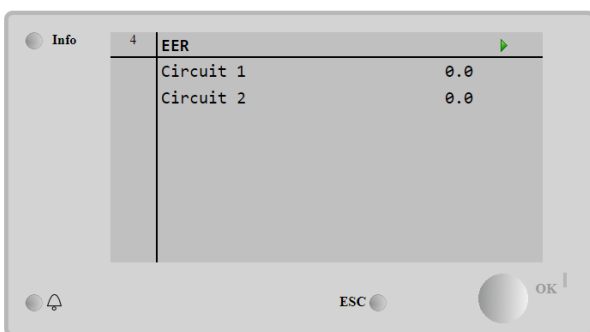 Info
4 EER
Circuit 1 0.0
Circuit 2 0.0
ESC
OK